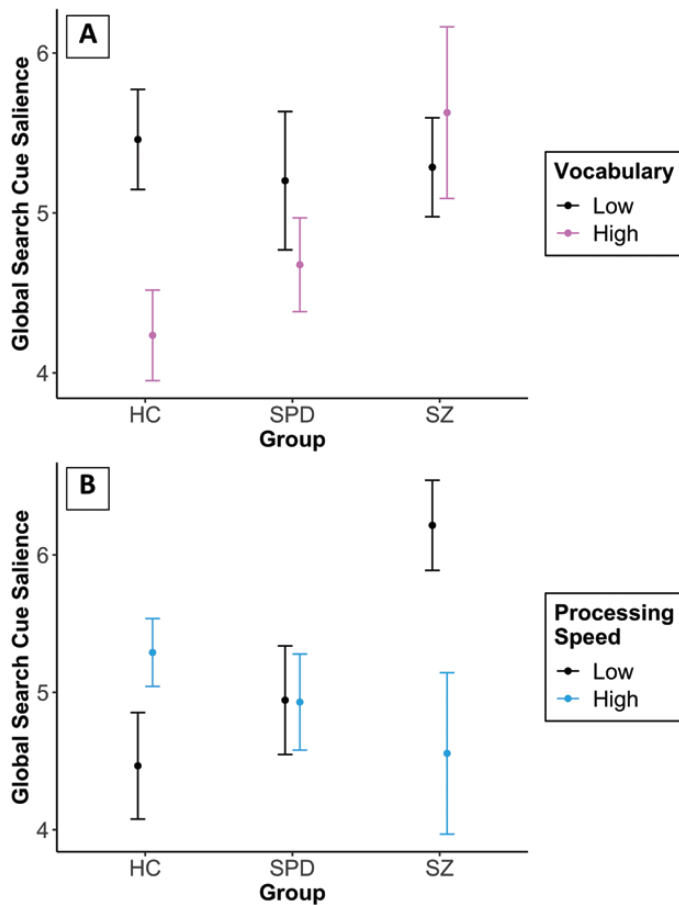 A
Global Search Cue Salience
6
5
4
HC SPD SZ
Group
Vocabulary
Low
High
B
Global Search Cue Salience
6
5
4
HC SPD SZ
Group
Processing
Speed
Low
High